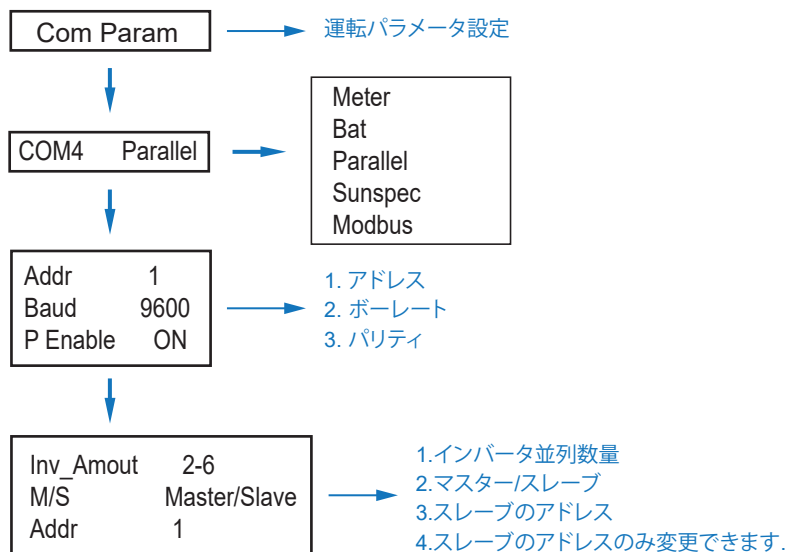 Com Param
運転パラメータ設定
COM4 Parallel
Meter
Bat
Parallel
Sunspec
Modbus
Addr 1
Baud 9600
P Enable ON
1. アドレス
2. ボーレート
3. パリティ
Inv_Amout 2-6
M/S Master/Slave
Addr 1
1.インバータ並列数量
2.マスター/スレーブ
3.スレーブのアドレス
4.スレーブのアドレスのみ変更できます.